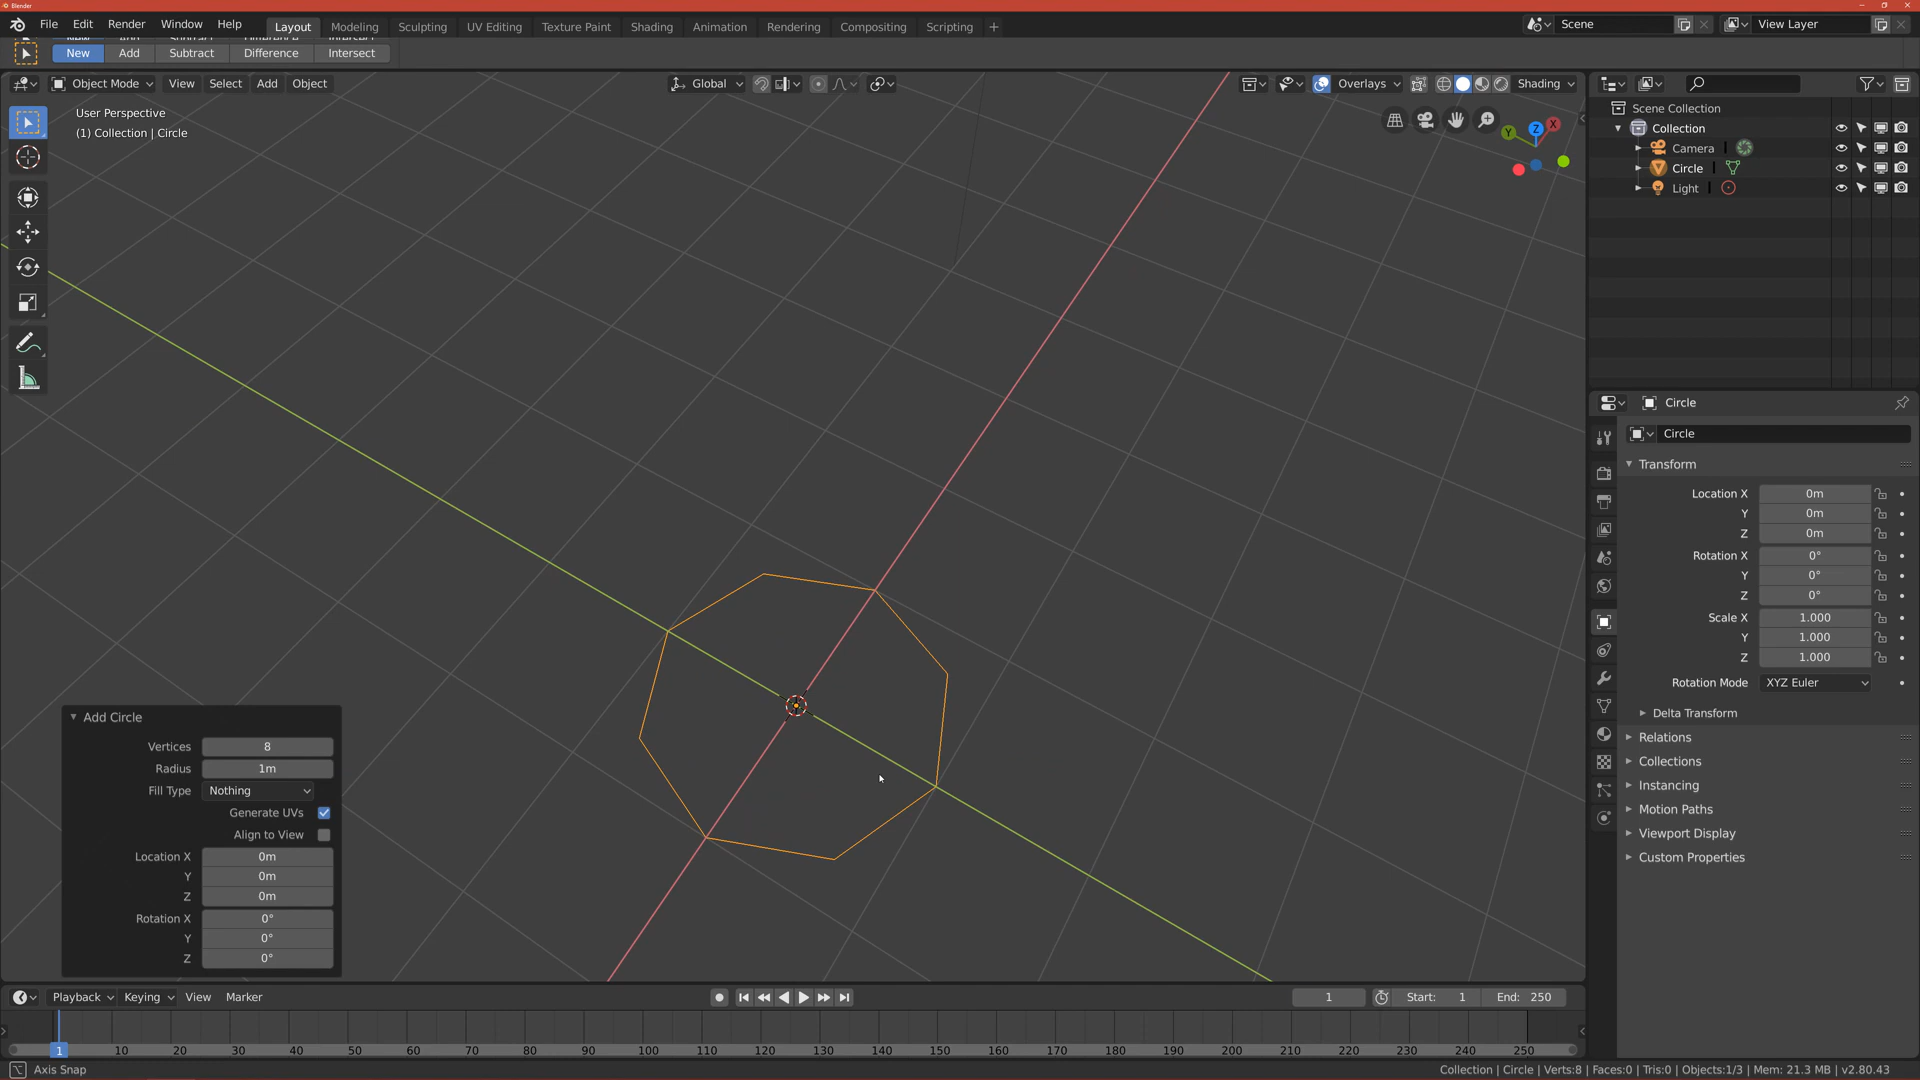 Blender
File Edit Render Window Help Layout Modeling Sculpting UV Editing Texture Paint Shading Animation Rendering Compositing Scripting + Scene View Layer
New Add Subtract Difference Intersect
Object Mode View Select Add Object Global Overlays Shading
User Perspective
(1) Collection | Circle
Y Z X
Scene Collection
Collection
Camera
Circle
Light
Circle
Circle
Transform
Location X 0m
Y 0m
Z 0m
Rotation X 0°
Y 0°
Z 0°
Scale X 1.000
Y 1.000
Z 1.000
Rotation Mode XYZ Euler
Delta Transform
Relations
Collections
Instancing
Motion Paths
Viewport Display
Custom Properties
Add Circle
Vertices 8
Radius 1m
Fill Type Nothing
Generate UVs
Align to View
Location X 0m
Y 0m
Z 0m
Rotation X 0°
Y 0°
Z 0°
Playback Keying View Marker 1 Start: 1 End: 250
1 10 20 30 40 50 60 70 80 90 100 110 120 130 140 150 160 170 180 190 200 210 220 230 240 250
Axis Snap Collection | Circle | Verts:8 | Faces:0 | Tris:0 | Objects:1/3 | Mem: 21.3 MB | v2.80.43